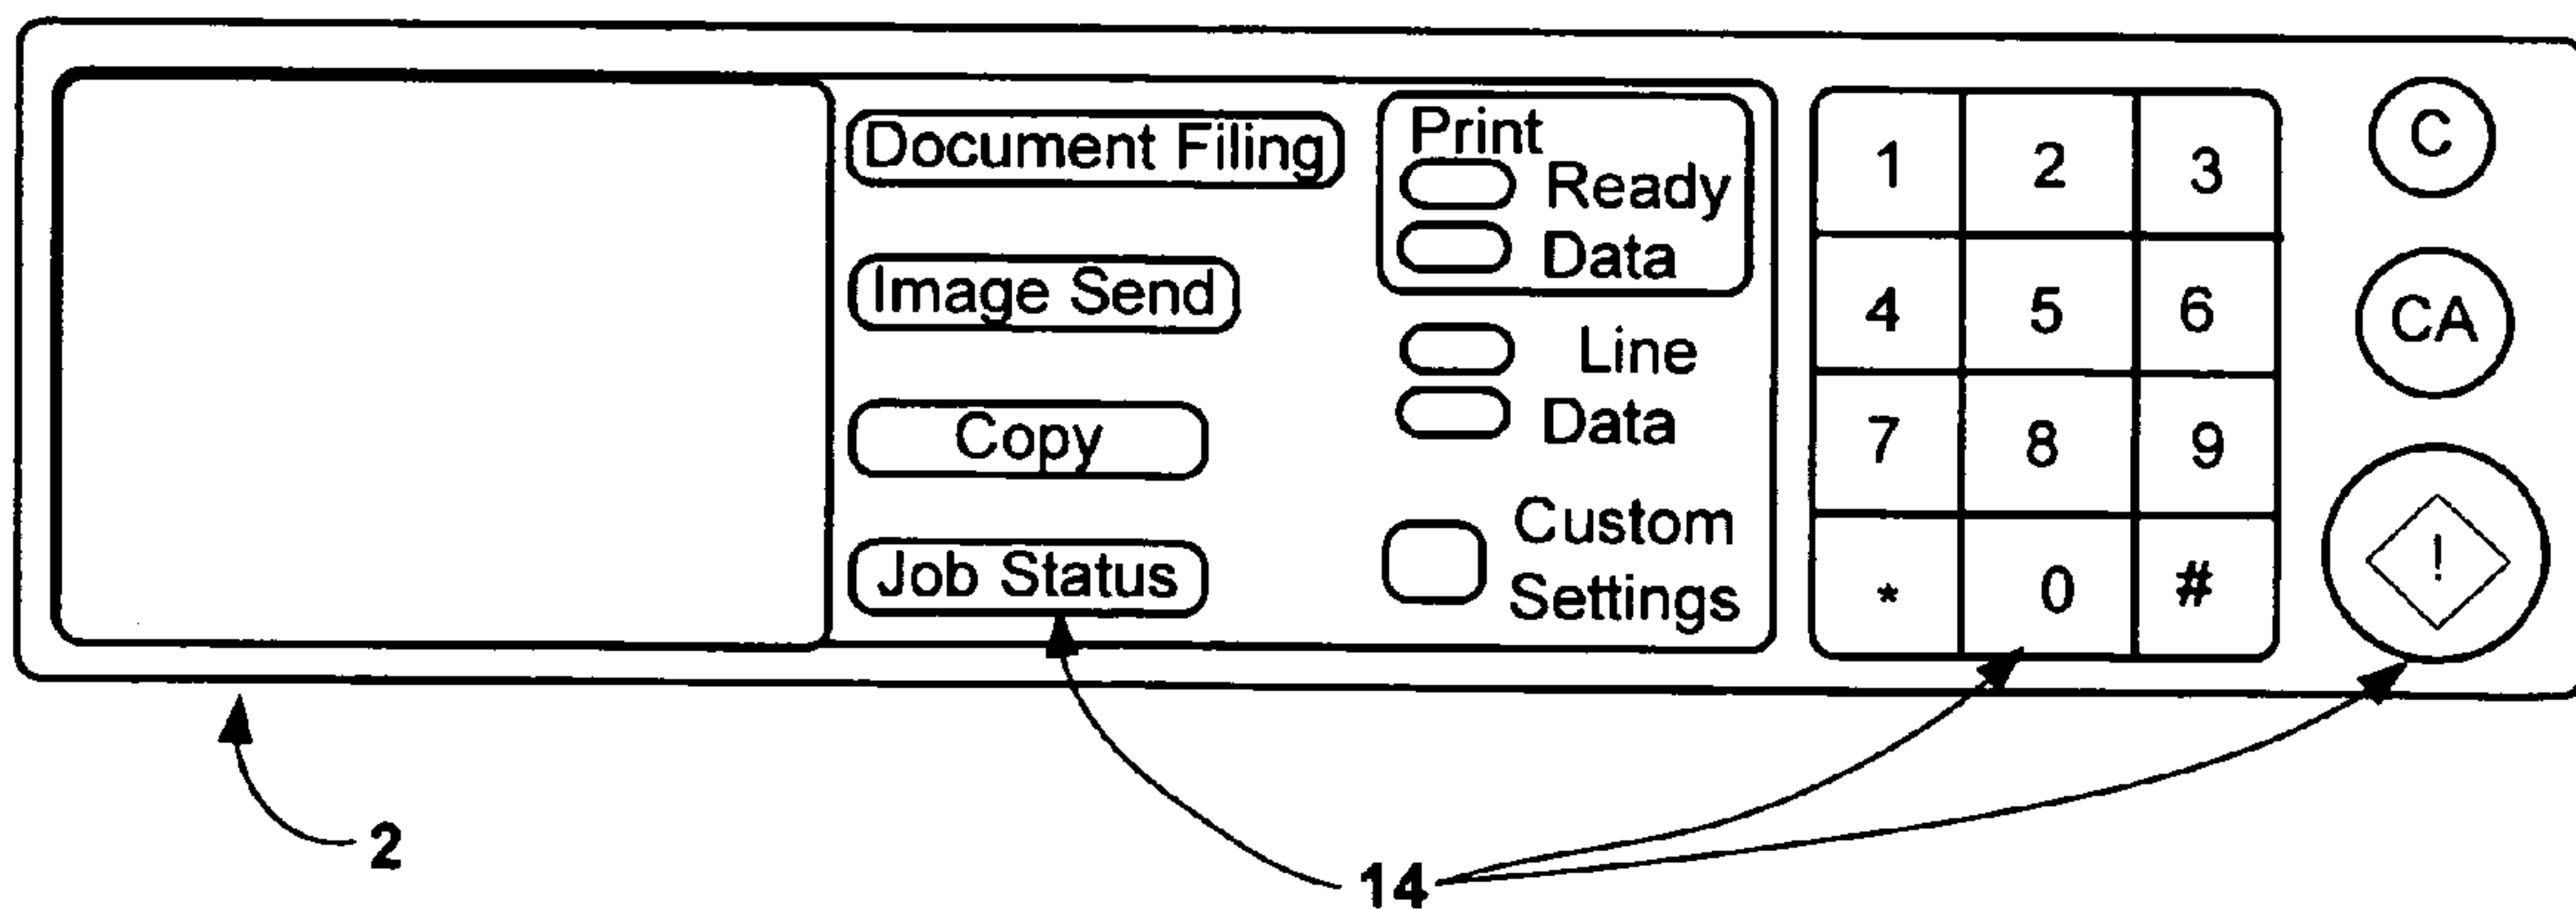 Document Filing
Image Send
Copy
Job Status
Print
Ready
Data
Line
Data
Custom
Settings
1 2 3
4 5 6
7 8 9
* 0 #
C
CA
!
2
14